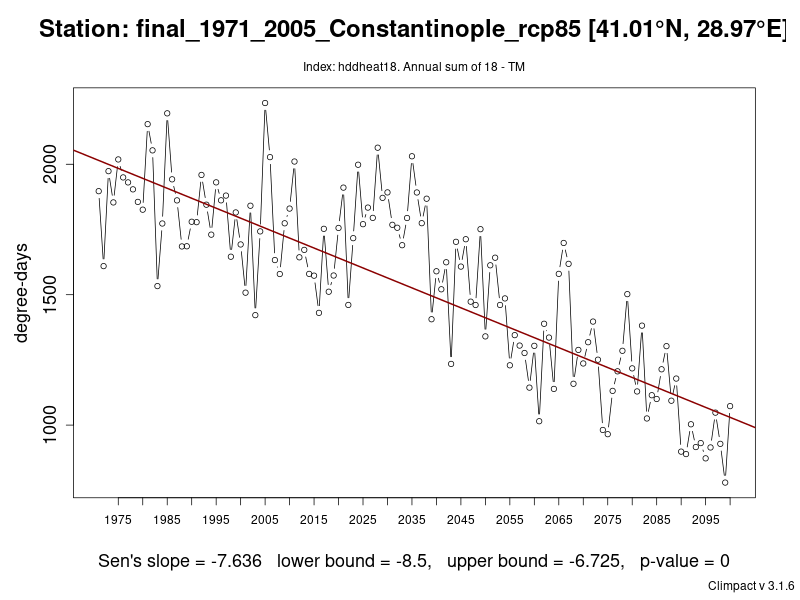 Station: final_1971_2005_Constantinople_rcp85 [41.01°N, 28.97°E]
Index: hddheat18. Annual sum of 18 - TM
degree-days
2000
1500
1000
1975 1985 1995 2005 2015 2025 2035 2045 2055 2065 2075 2085 2095
Sen's slope = -7.636 lower bound = -8.5, upper bound = -6.725, p-value = 0
Climpact v 3.1.6